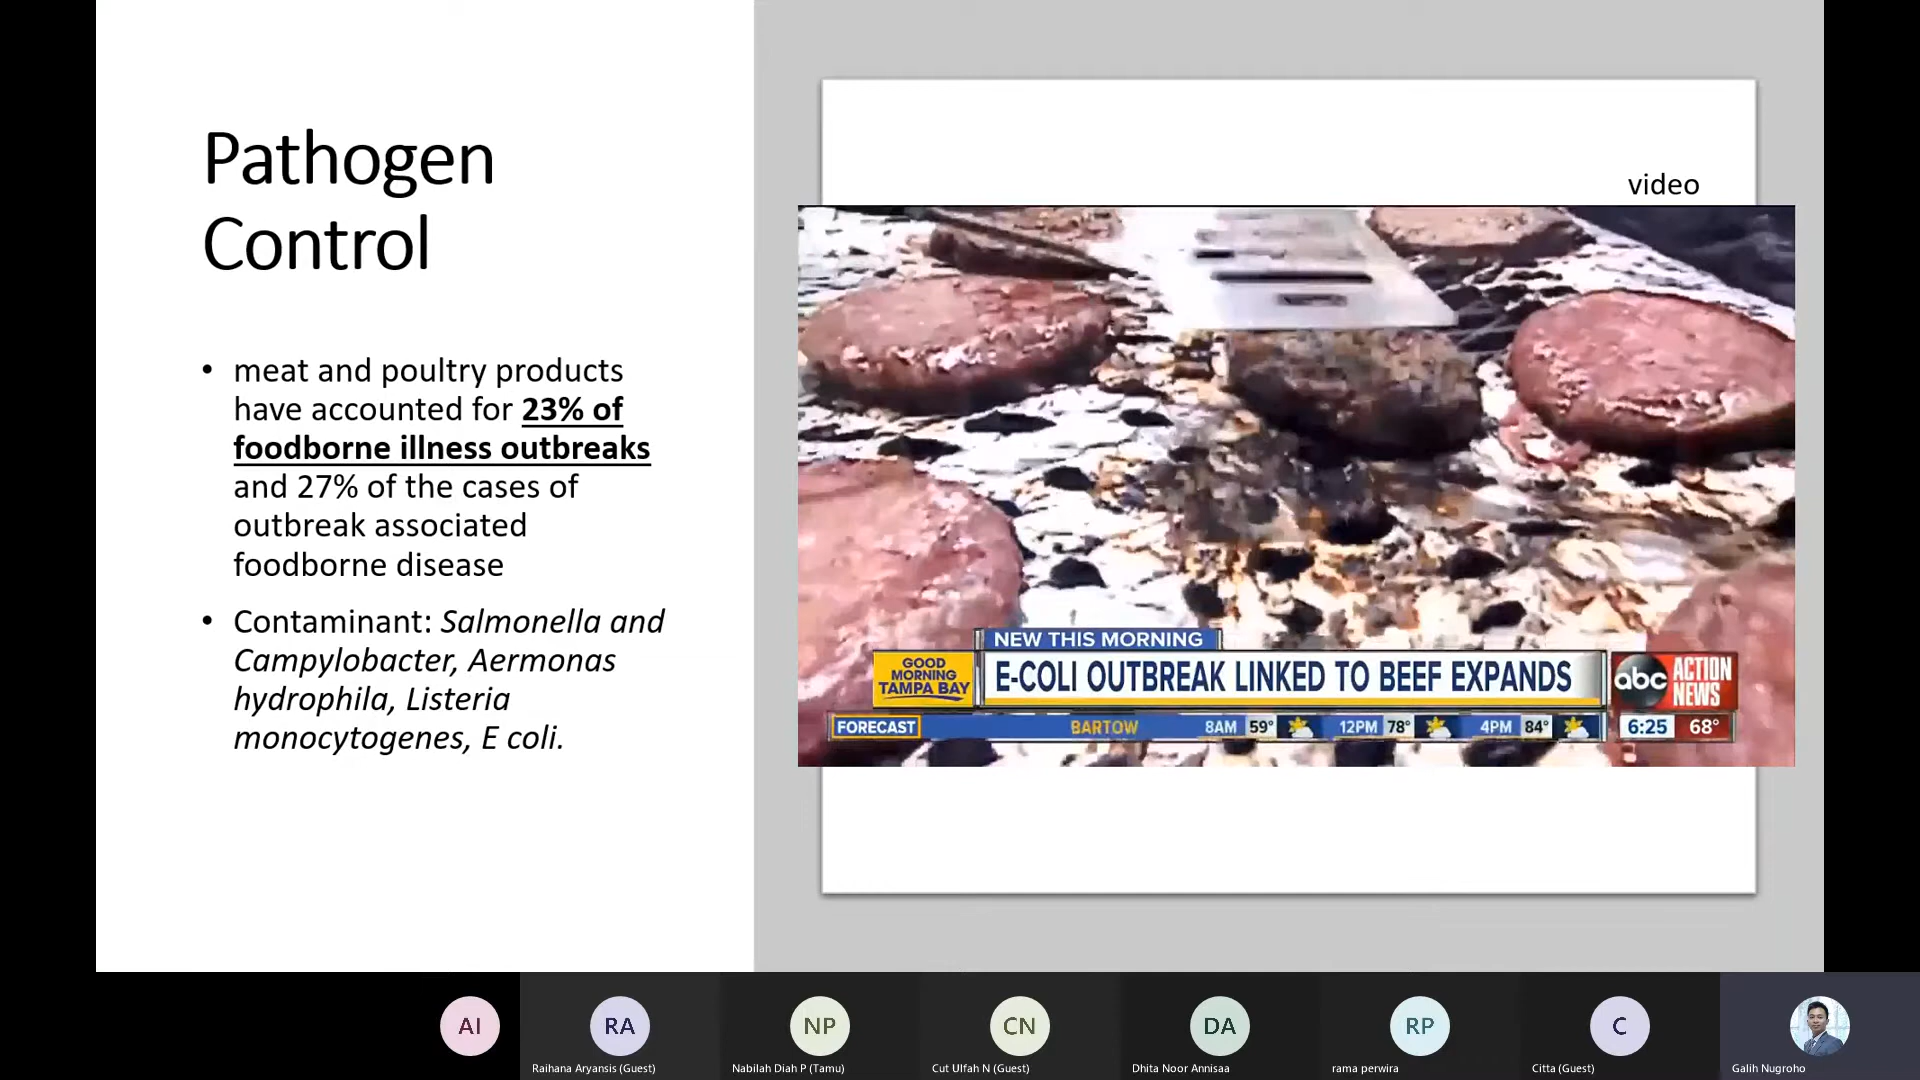 Pathogen
Control
• meat and poultry products
have accounted for 23% of
foodborne illness outbreaks
and 27% of the cases of
outbreak associated
foodborne disease
• Contaminant: Salmonella and
Campylobacter, Aermonas
hydrophila, Listeria
monocytogenes, E coli.
video
NEW THIS MORNING
GOOD
MORNING
TAMPA BAY
E-COLI OUTBREAK LINKED TO BEEF EXPANDS
abc ACTION
NEWS
FORECAST BARTOW 8AM 59° 12PM 78° 4PM 84° 6:25 68°
AI RA NP CN DA RP C
Raihana Aryansis (Guest) Nabilah Diah P (Tamu) Cut Ulfah N (Guest) Dhita Noor Annisaa rama perwira Citta (Guest) Galih Nugroho